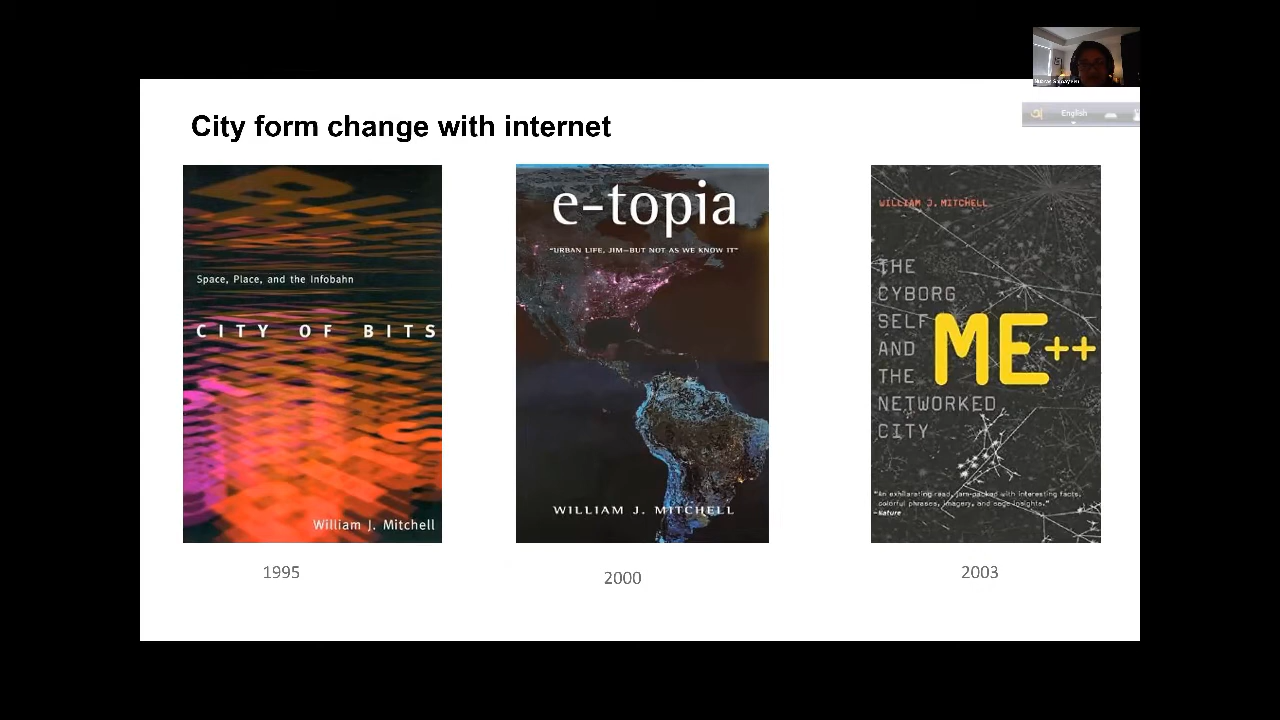 City form change with internet
English
Space, Place, and the Infobahn
CITY OF BITS
William J. Mitchell
1995
e-topia
"URBAN LIFE, JIM—BUT NOT AS WE KNOW IT"
WILLIAM J. MITCHELL
2000
WILLIAM J. MITCHELL
THE
CYBORG
SELF
AND
THE
NETWORKED
CITY
ME++
"An exhilarating read, jam-packed with interesting facts,
colorful phrases, imagery, and sage insights."
—Nature
2003